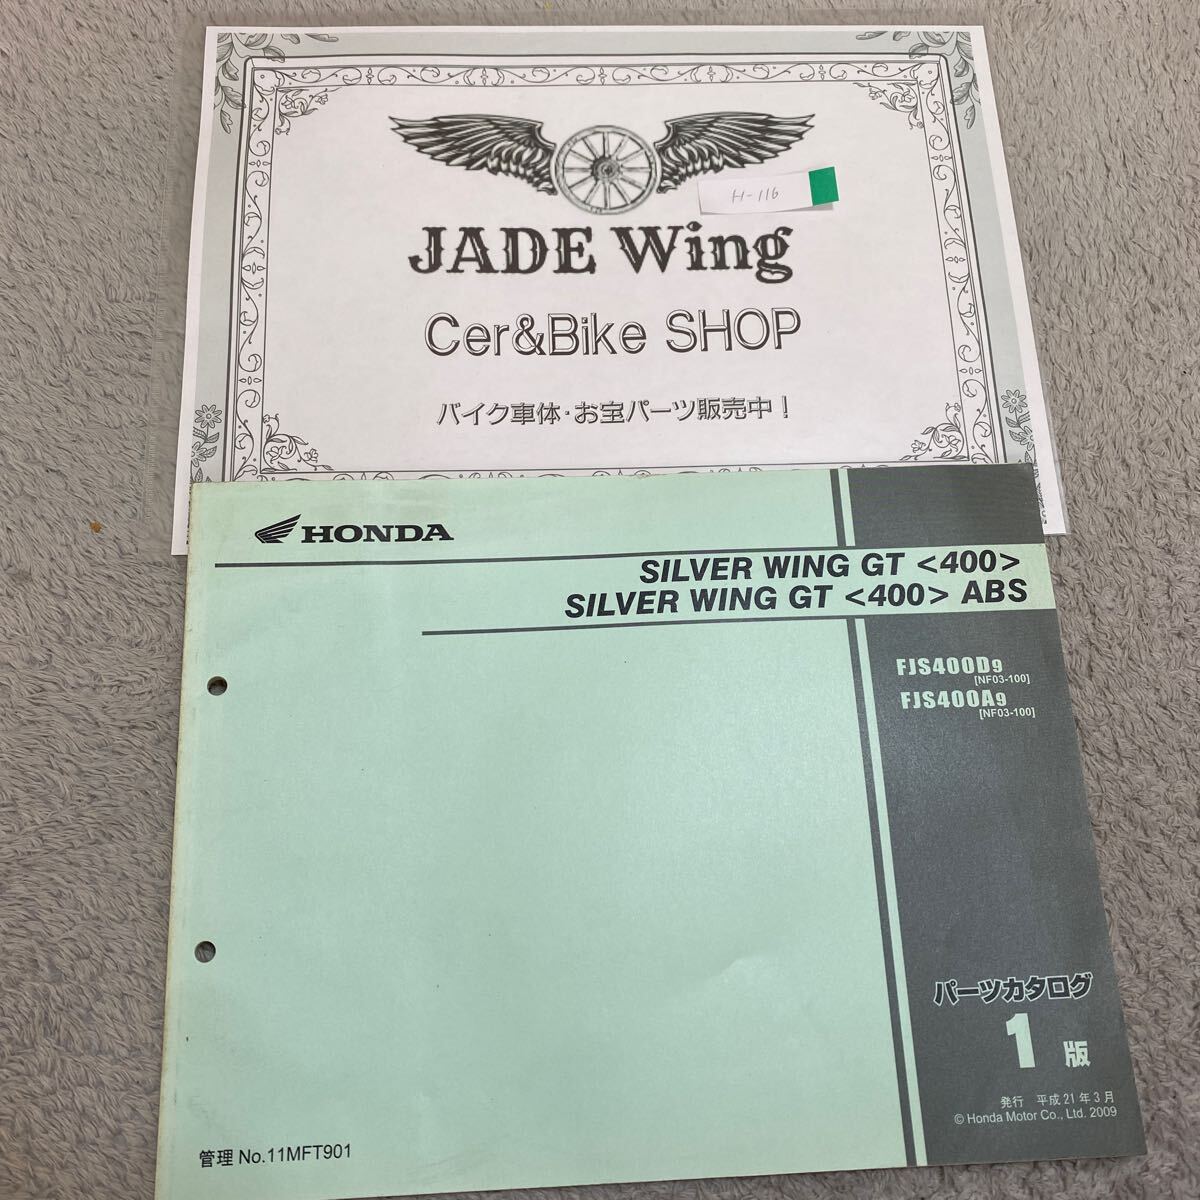 H-116
JADE Wing
Cer&Bike SHOP
バイク車体・お宝パーツ販売中！
HONDA
SILVER WING GT <400>
SILVER WING GT <400> ABS
FJS400D9
[NF03-100]
FJS400A9
[NF03-100]
パーツカタログ
1版
発行 平成21年3月
© Honda Motor Co., Ltd. 2009
管理 No.11MFT901